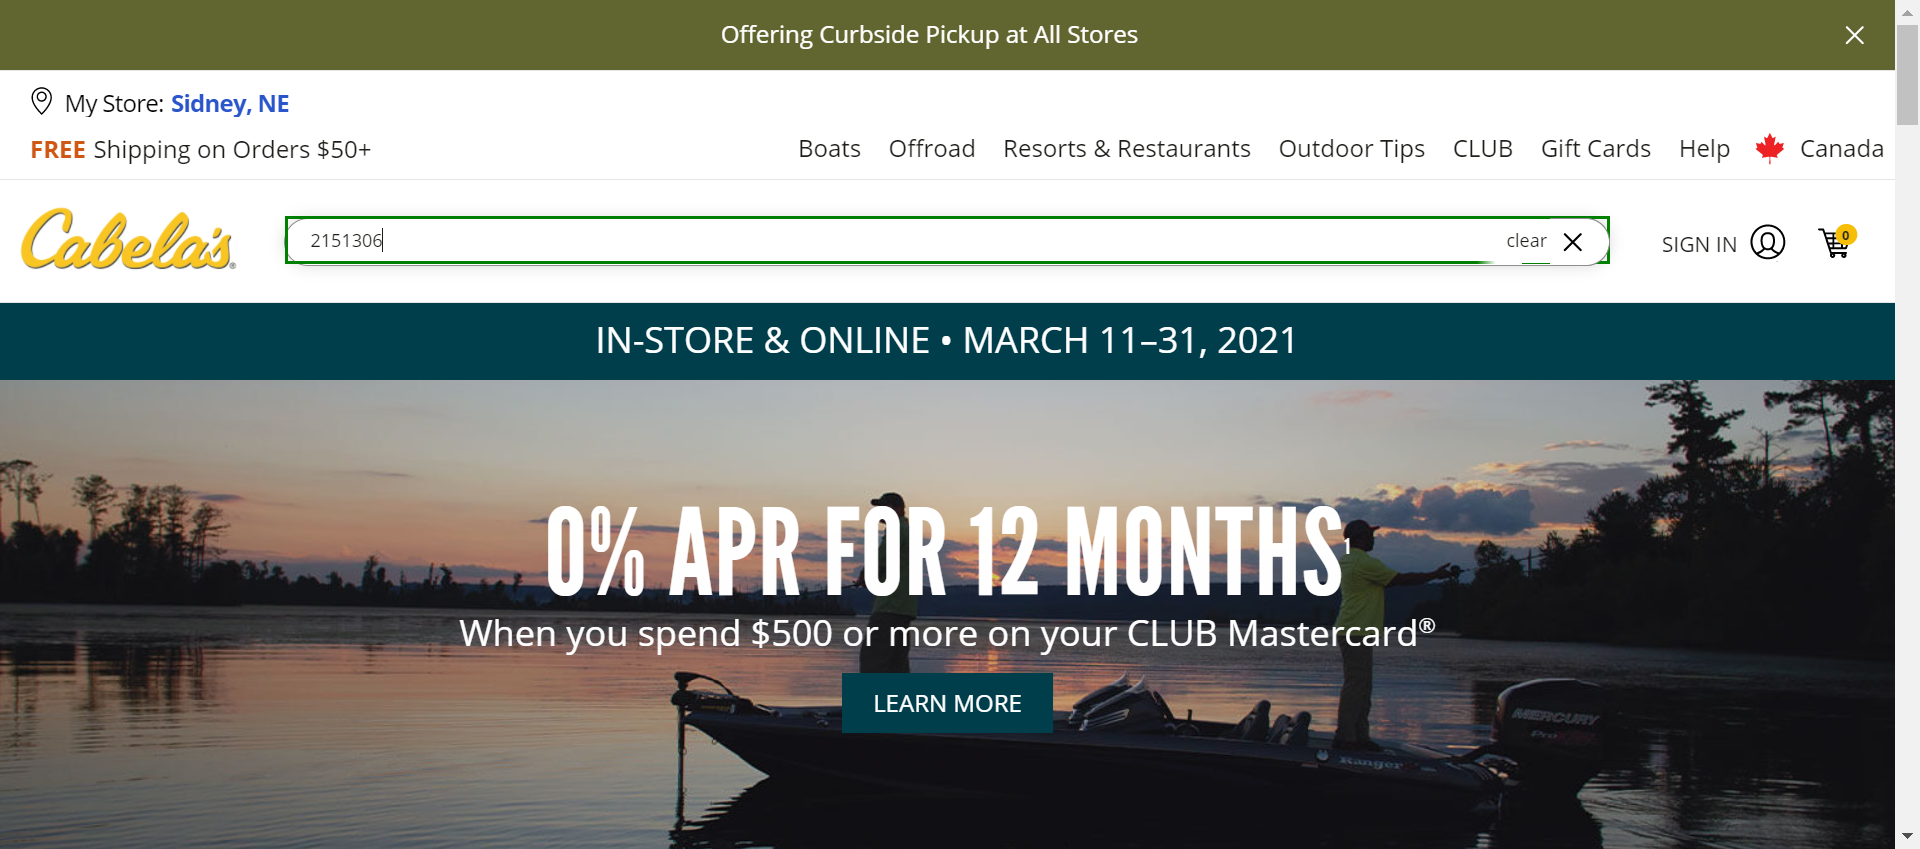 Offering Curbside Pickup at All Stores
My Store: Sidney, NE
FREE Shipping on Orders $50+
Boats Offroad Resorts & Restaurants Outdoor Tips CLUB Gift Cards Help Canada
Cabela's®
2151306
clear
SIGN IN
0
IN-STORE & ONLINE • MARCH 11–31, 2021
0% APR FOR 12 MONTHS1
When you spend $500 or more on your CLUB Mastercard®
LEARN MORE
MERCURY
Pro
Ranger